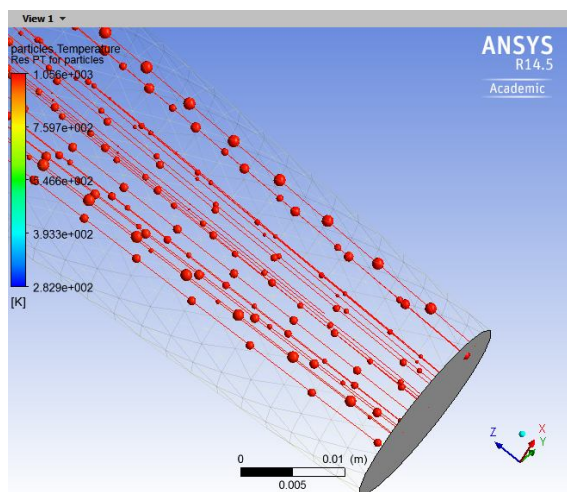 View 1
particles Temperature
Res PT for particles
1.056e+003
7.597e+002
5.466e+002
3.933e+002
2.829e+002
[K]
ANSYS
R14.5
Academic
0 0.01 (m)
0.005
Z X
Y